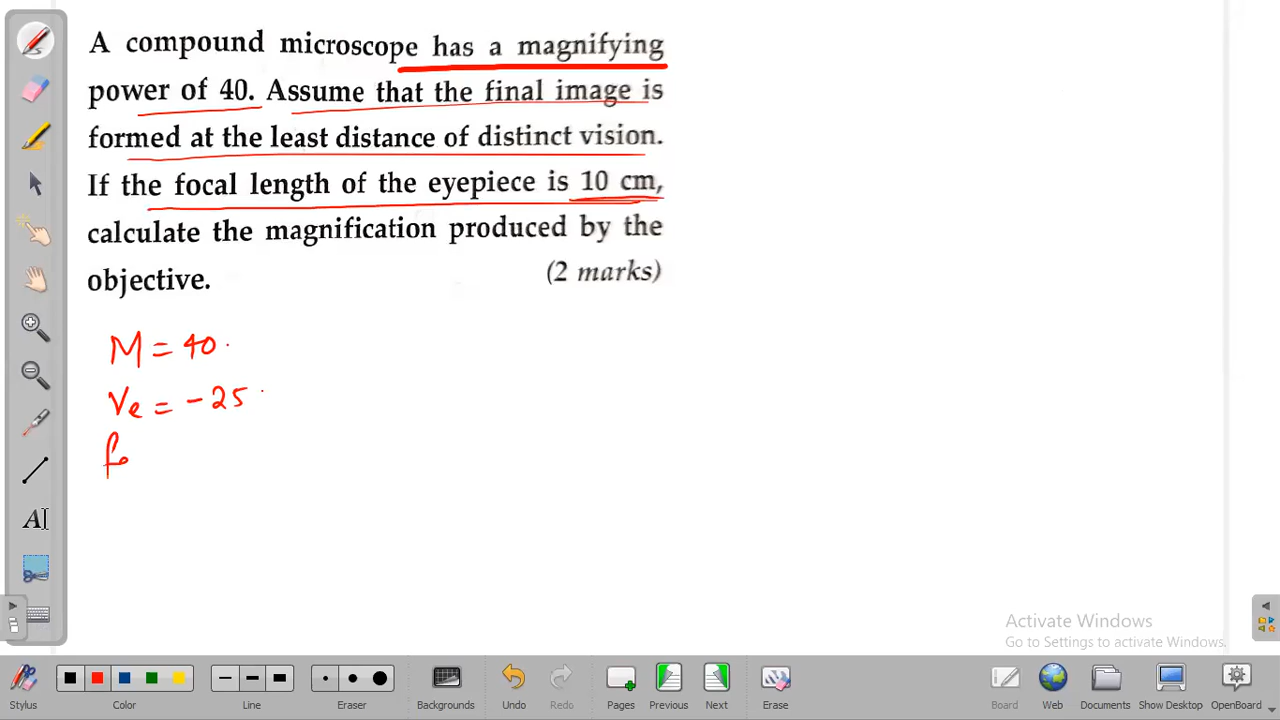 A compound microscope has a magnifying
power of 40. Assume that the final image is
formed at the least distance of distinct vision.
If the focal length of the eyepiece is 10 cm,
calculate the magnification produced by the
objective. (2 marks)
M = 40
Ve = -25
A
Activate Windows
Go to Settings to activate Windows.
Stylus Color Line Eraser Backgrounds Undo Redo Pages Previous Next Erase Board Web Documents Show Desktop OpenBoard